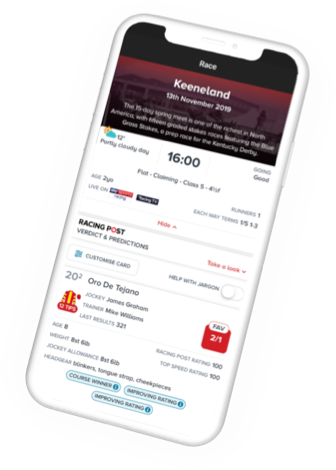 Race
Keeneland
13th November 2019
The 15-day spring meet is one of the richest in North
America, with fifteen graded stakes races featuring the Blue
Grass Stakes, a prep race for the Kentucky Derby.
12°
Partly cloudy day
16:00
GOING
Good
Flat - Claiming - Class 5 -
AGE 2yo
RUNNERS 1
LIVE ON
EACH WAY TERMS 1/5 1-3
Hide
RACING POST
VERDICT & PREDICTIONS
Take a look
CUSTOMISE CARD
HELP WITH JARGON
20²
Oro De Tejano
JOCKEY James Graham
TRAINER Mike Williams
LAST RESULTS 321
12 TIPS
FAV
2/1
AGE 8
WEIGHT 8st 6lb
JOCKEY ALLOWANCE 8st 6lb
HEADGEAR blinkers, tongue strap, cheekpieces
RACING POST RATING 100
TOP SPEED RATING 100
COURSE WINNER
IMPROVING RATING
IMPROVING RATING